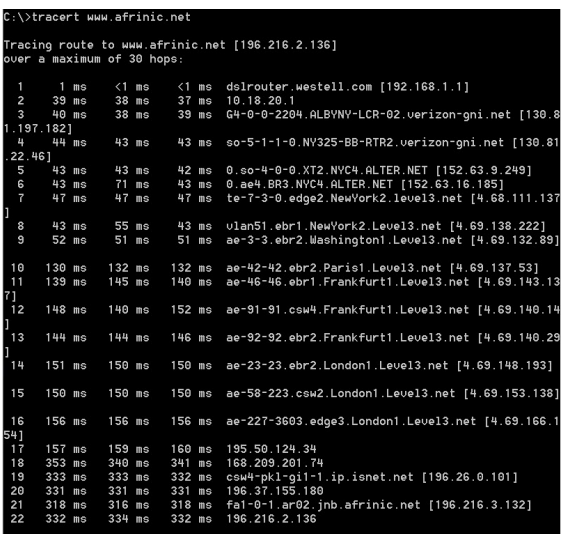 C:\>tracert www.afrinic.net
Tracing route to www.afrinic.net [196.216.2.136]
over a maximum of 30 hops:
1 1 ms <1 ms <1 ms dslrouter.westell.com [192.168.1.1]
2 39 ms 38 ms 37 ms 10.18.20.1
3 40 ms 38 ms 39 ms G4-0-0-2204.ALBYNY-LCR-02.verizon-gni.net [130.8
1.197.182]
4 44 ms 43 ms 43 ms so-5-1-1-0.NY325-BB-RTR2.verizon-gni.net [130.81
.22.46]
5 43 ms 43 ms 42 ms 0.so-4-0-0.XT2.NYC4.ALTER.NET [152.63.9.249]
6 43 ms 71 ms 43 ms 0.ae4.BR3.NYC4.ALTER.NET [152.63.16.185]
7 47 ms 47 ms 47 ms te-7-3-0.edge2.NewYork2.level3.net [4.68.111.137
]
8 43 ms 55 ms 43 ms vlan51.ebr1.NewYork2.Level3.net [4.69.138.222]
9 52 ms 51 ms 51 ms ae-3-3.ebr2.Washington1.Level3.net [4.69.132.89]
10 130 ms 132 ms 132 ms ae-42-42.ebr2.Paris1.Level3.net [4.69.137.53]
11 139 ms 145 ms 140 ms ae-46-46.ebr1.Frankfurt1.Level3.net [4.69.143.13
7]
12 148 ms 140 ms 152 ms ae-91-91.csw4.Frankfurt1.Level3.net [4.69.140.14
]
13 144 ms 144 ms 146 ms ae-92-92.ebr2.Frankfurt1.Level3.net [4.69.140.29
]
14 151 ms 150 ms 150 ms ae-23-23.ebr2.London1.Level3.net [4.69.148.193]
15 150 ms 150 ms 150 ms ae-58-223.csw2.London1.Level3.net [4.69.153.138]
16 156 ms 156 ms 156 ms ae-227-3603.edge3.London1.Level3.net [4.69.166.1
54]
17 157 ms 159 ms 160 ms 195.50.124.34
18 353 ms 340 ms 341 ms 168.209.201.74
19 333 ms 333 ms 332 ms csw4-pkl-gi1-1.ip.isnet.net [196.26.0.101]
20 331 ms 331 ms 331 ms 196.37.155.180
21 318 ms 316 ms 318 ms fa1-0-1.ar02.jnb.afrinic.net [196.216.3.132]
22 332 ms 334 ms 332 ms 196.216.2.136